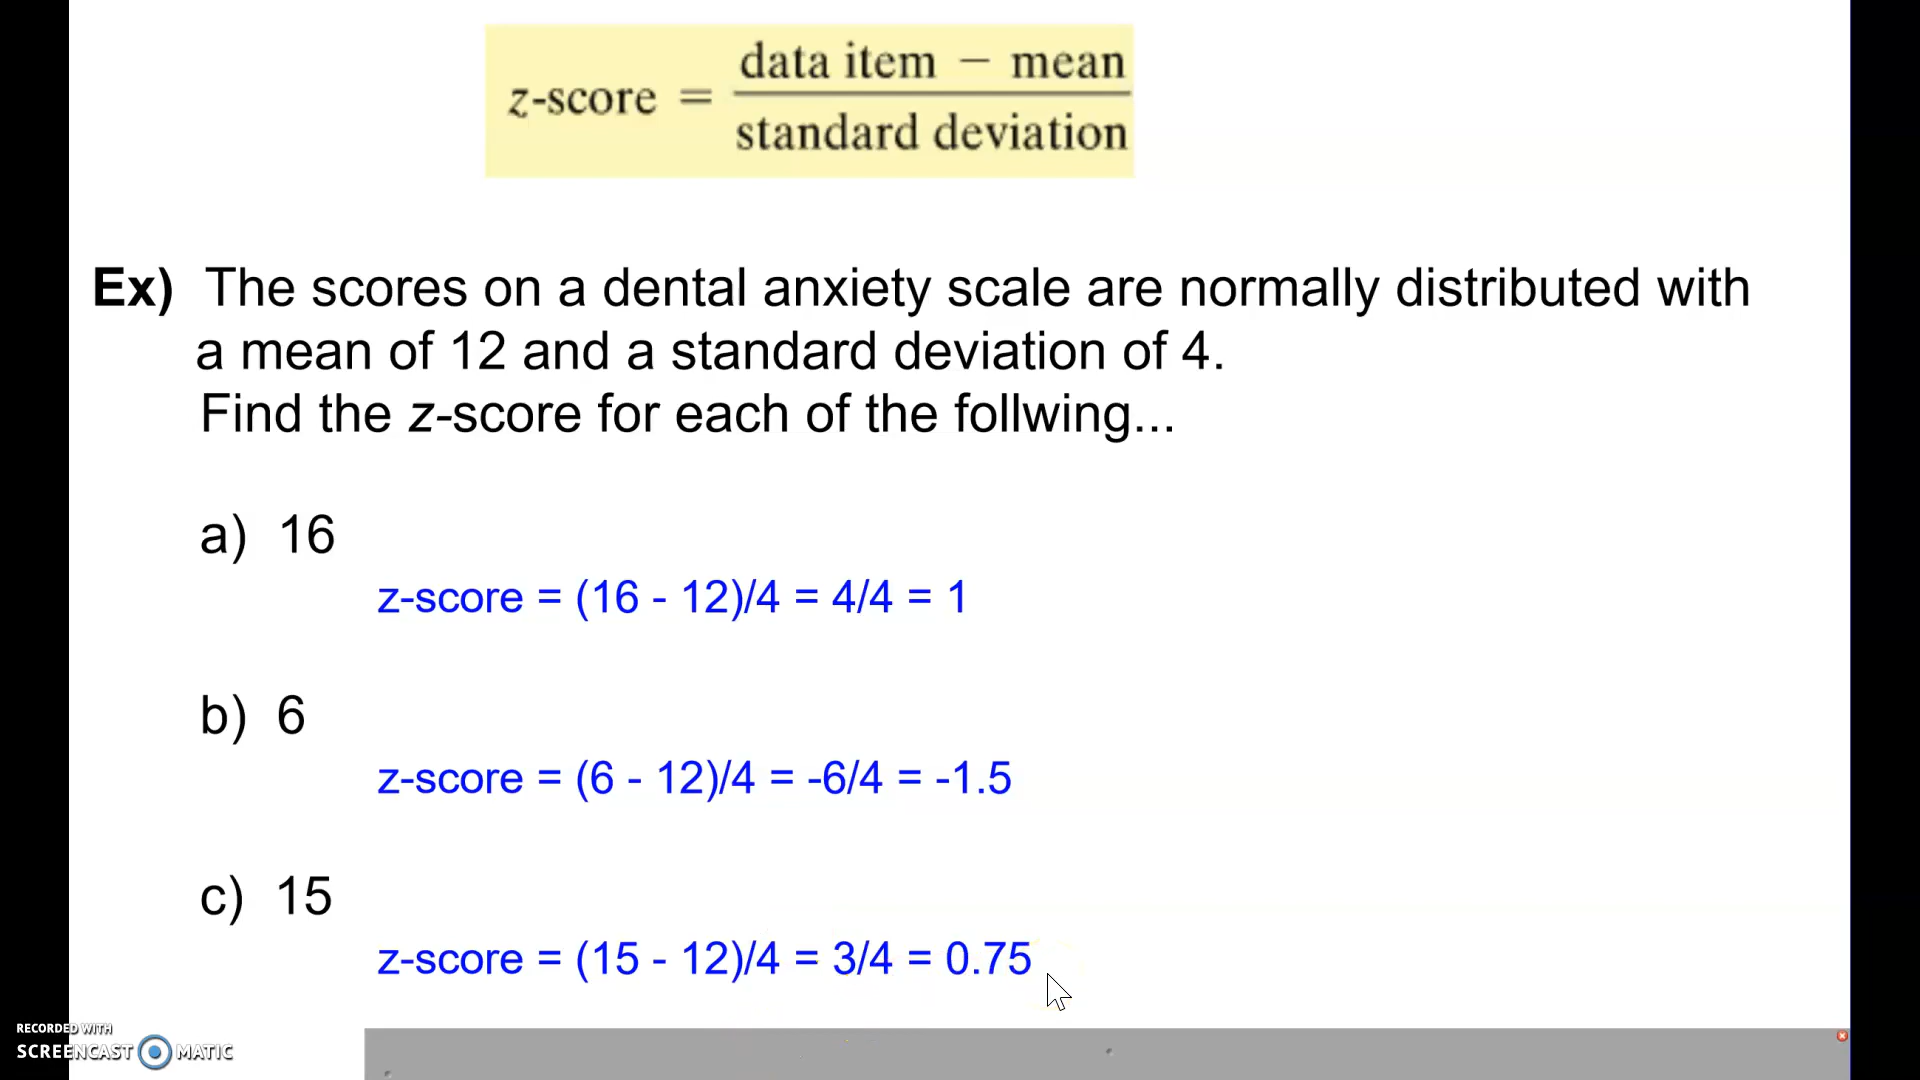 z-score = data item − mean
standard deviation
Ex) The scores on a dental anxiety scale are normally distributed with
a mean of 12 and a standard deviation of 4.
Find the z-score for each of the follwing...
a) 16
z-score = (16 - 12)/4 = 4/4 = 1
b) 6
z-score = (6 - 12)/4 = -6/4 = -1.5
c) 15
z-score = (15 - 12)/4 = 3/4 = 0.75
RECORDED WITH
SCREENCAST MATIC